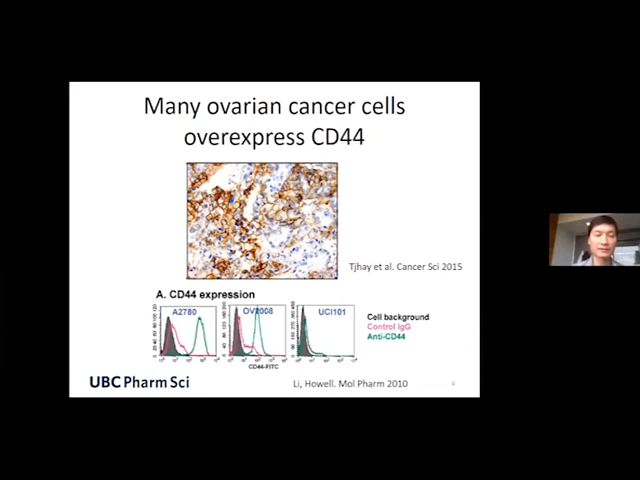 Many ovarian cancer cells
overexpress CD44
Tjhay et al. Cancer Sci 2015
A. CD44 expression
A2780
OV2008
UCI101
Cell background
Control IgG
Anti-CD44
CD44-FITC
UBC Pharm Sci
Li, Howell. Mol Pharm 2010
4